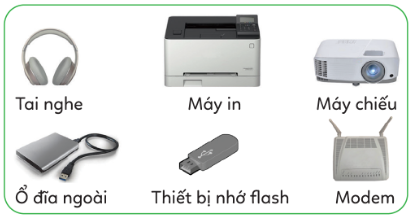 Tai nghe
Máy in
Máy chiếu
Ổ đĩa ngoài
Thiết bị nhớ flash
Modem